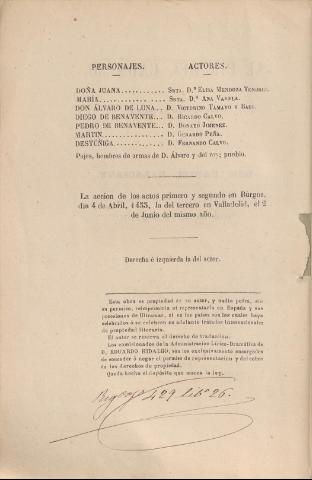 PERSONAJES. ACTORES.
DOÑA JUANA............ SRTA. D.ª ELISA MENDOZA TENORIO.
MARÍA................. SRTA. D.ª ANA VARELA.
DON ÁLVARO DE LUNA.. D. VICTORINO TAMAYO Y BAUS.
DIEGO DE BENAVENTE... D. RICARDO CALVO.
PEDRO DE BENAVENTE.. D. DONATO JIMENEZ.
MARTIN................ D. GERARDO PEÑA.
DESTÚÑIGA............. D. FERNANDO CALVO.
Pajes, hombres de armas de D. Alvaro y del rey; pueblo.
La accion de los actos primero y segundo en Burgos,
dia 4 de Abril, 1453, la del tercero en Valladolid, el 2
de Junio del mismo año.
Derecha é izquierda la del actor.
Esta obra es propiedad de su autor, y nadie podrá, sin
su permiso, reimprimirla ni representarla en España y sus
posesiones de Ultramar, ni en los países con los cuales haya
celebrados ó se celebren en adelante tratados internacionales
de propiedad literaria.
El autor se reserva el derecho de traduccion.
Los comisionados de la Administracion Lírico-Dramática de
D. EDUARDO HIDALGO, son los exclusivamente encargados
de conceder ó negar el permiso de representacion y del cobro
de los derechos de propiedad.
Queda hecho el depósito que marca la ley.
429 lib.º 26.